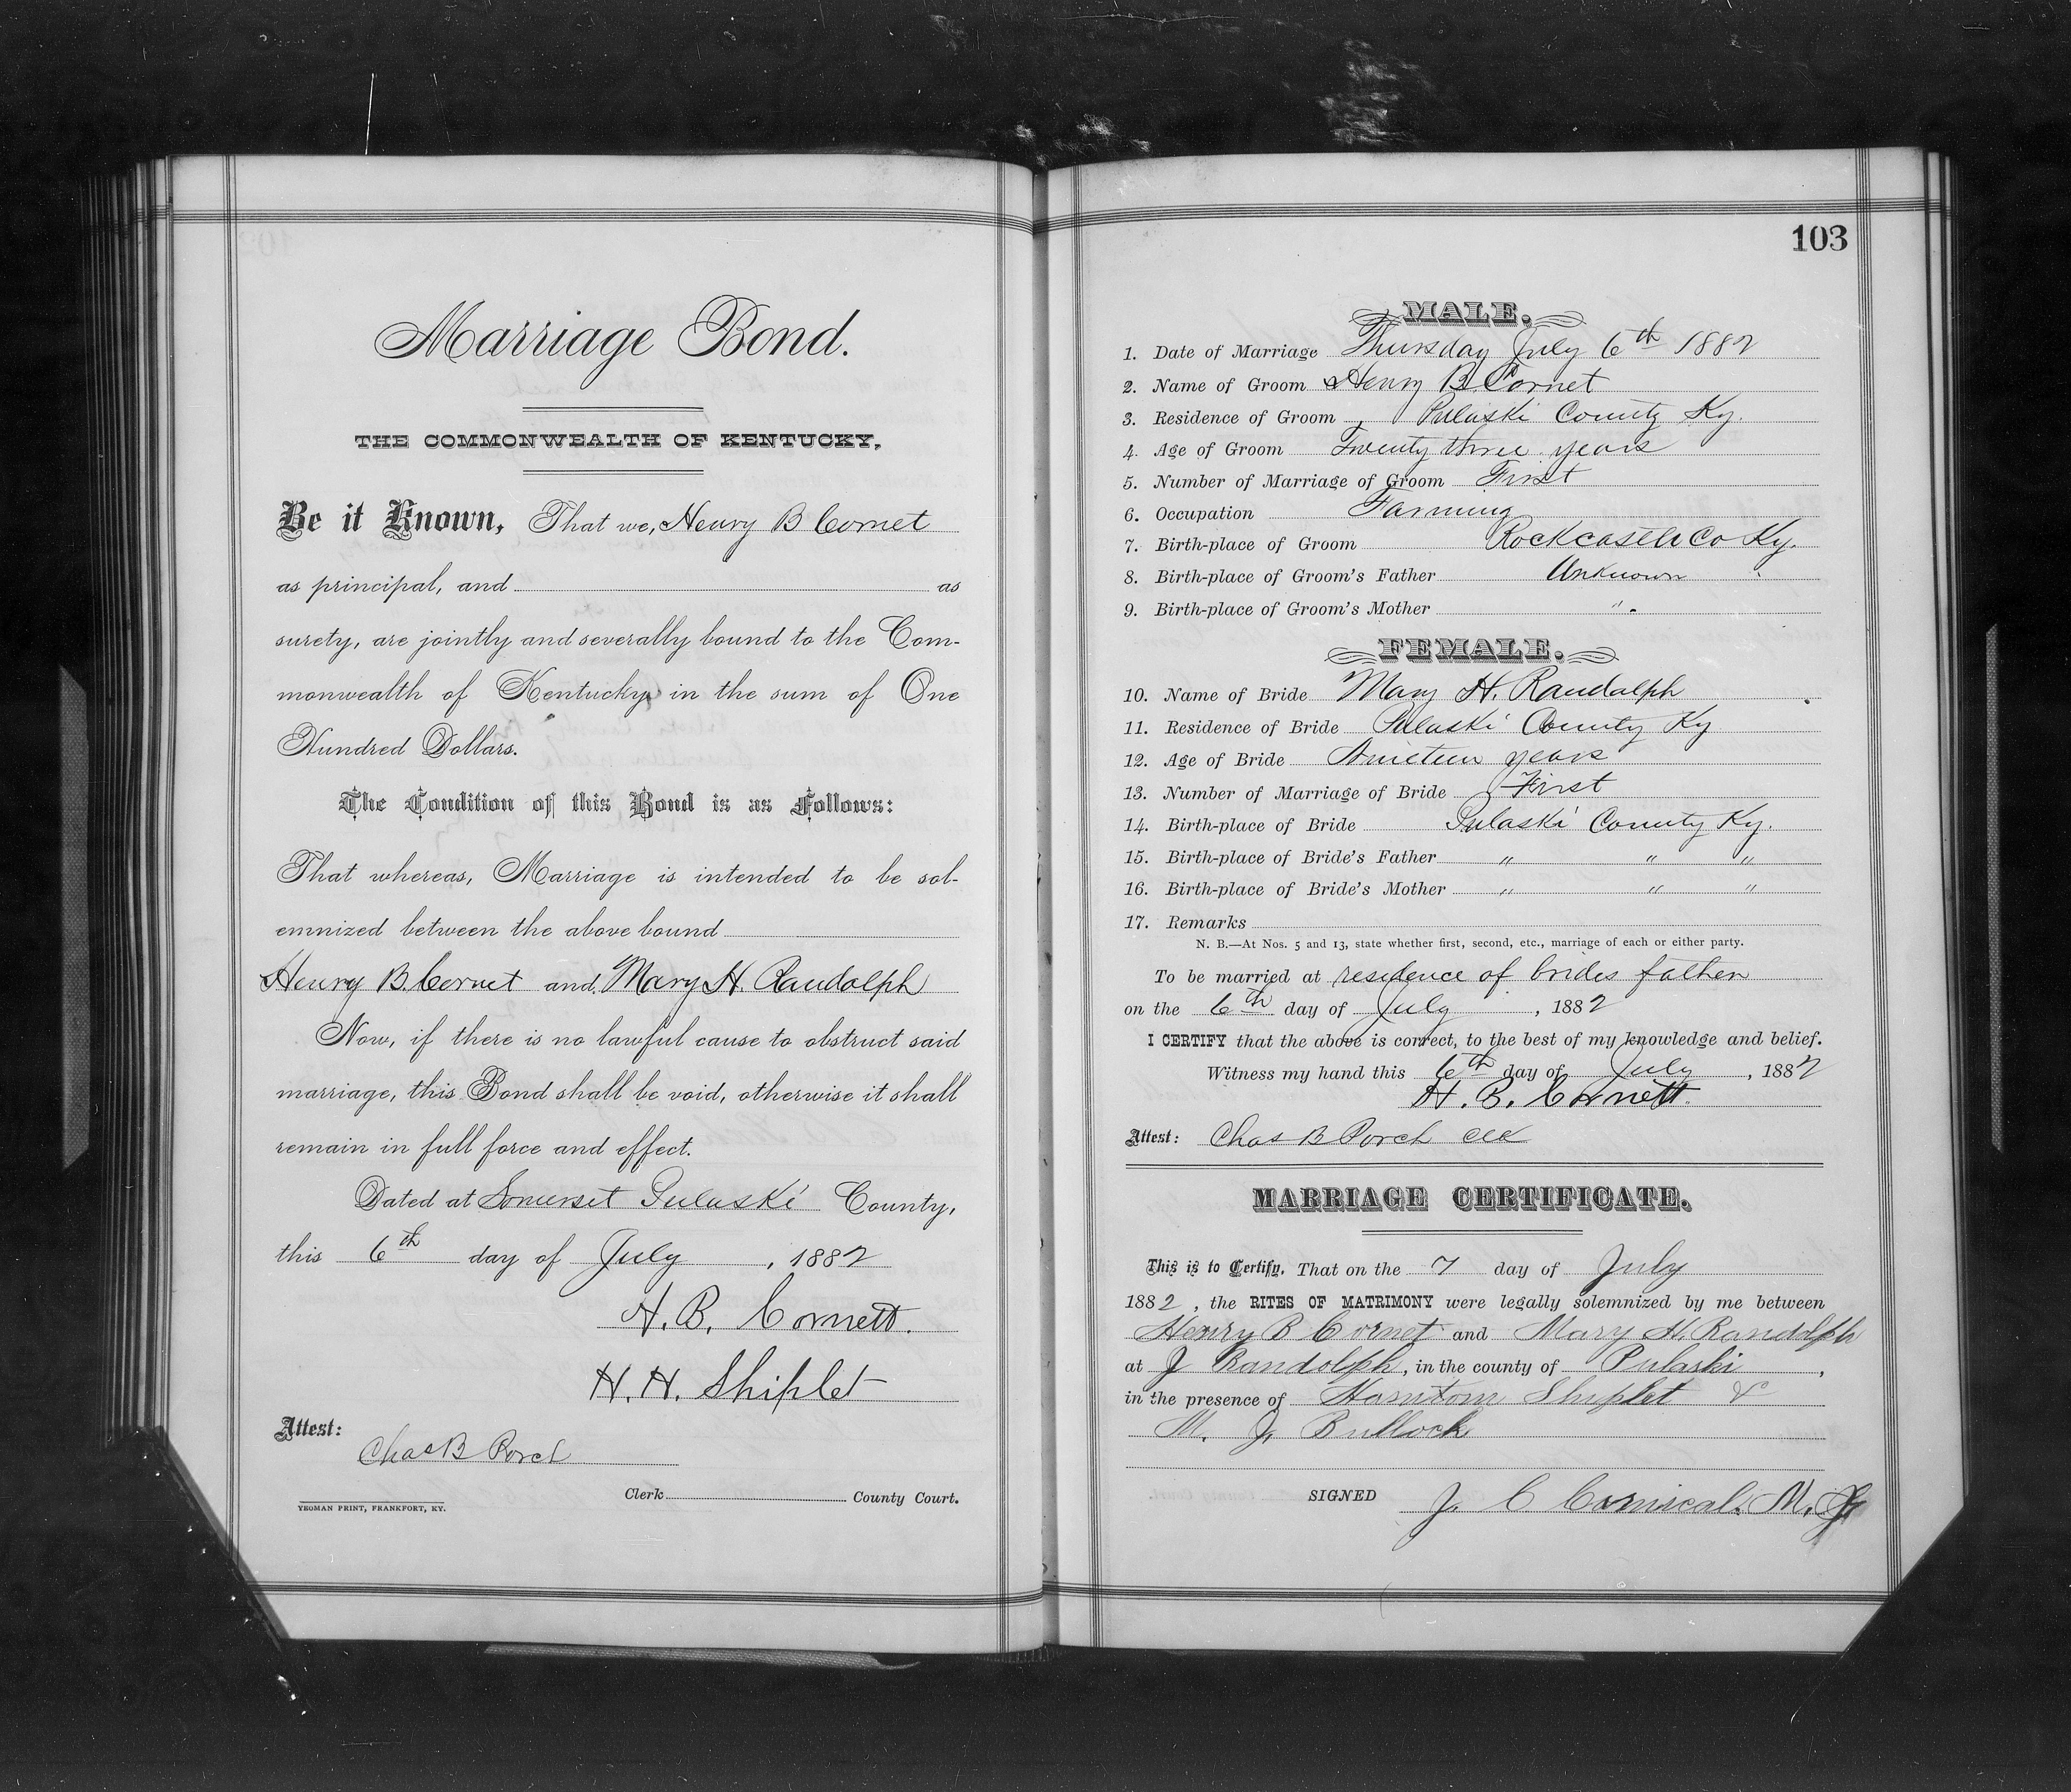 Marriage Bond.
THE COMMONWEALTH OF KENTUCKY,
Be it Known, That we, Henry B Cornet
as principal, and as
surety, are jointly and severally bound to the Com-
monwealth of Kentucky, in the sum of One
Hundred Dollars.
The Condition of this Bond is as Follows:
That whereas, Marriage is intended to be sol-
emnized between the above bound
Henry B Cornet and Mary H. Randolph
Now, if there is no lawful cause to obstruct said
marriage, this Bond shall be void, otherwise it shall
remain in full force and effect.
Dated at Somerset Pulaski County,
this 6th day of July, 1882
H. B. Cornett.
H. H. Shiplet
Attest:
Chas B Porch
Clerk County Court.
YEOMAN PRINT, FRANKFORT, KY.
103
MALE.
1. Date of Marriage Thursday July 6th 1882
2. Name of Groom Henry B. Cornet
3. Residence of Groom Pulaski County Ky.
4. Age of Groom Twenty three years
5. Number of Marriage of Groom First
6. Occupation Farming
7. Birth-place of Groom Rockcastle Co Ky.
8. Birth-place of Groom's Father Unknown
9. Birth-place of Groom's Mother "
FEMALE.
10. Name of Bride Mary H. Randolph
11. Residence of Bride Pulaski County Ky
12. Age of Bride Nineteen years
13. Number of Marriage of Bride First
14. Birth-place of Bride Pulaski County Ky.
15. Birth-place of Bride's Father " " "
16. Birth-place of Bride's Mother " " "
17. Remarks
N. B.—At Nos. 5 and 13, state whether first, second, etc., marriage of each or either party.
To be married at residence of brides father
on the 6th day of July, 1882
I CERTIFY that the above is correct, to the best of my knowledge and belief.
Witness my hand this 6th day of July, 1882
H. B. Cornett.
Attest: Chas B Porch Clk
MARRIAGE CERTIFICATE.
This is to Certify, That on the 7 day of July
1882, the RITES OF MATRIMONY were legally solemnized by me between
Henry B Cornet and Mary H. Randolph
at J Randolph, in the county of Pulaski,
in the presence of Shiplet &
M. J. Bullock
SIGNED J. C M. G.